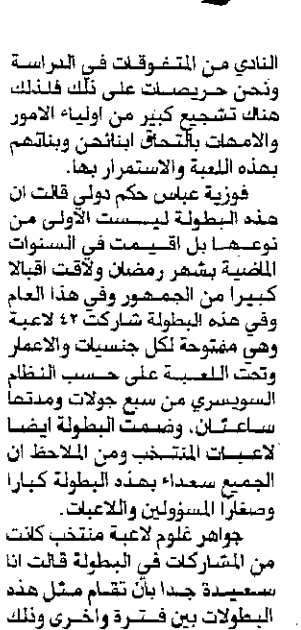 النادي من المتفوقات في الدراسة
ونحن حريصات على ذلك فلذلك
هناك تشجيع كبير من اولياء الامور
والامهات بالتحاق ابنائهن وبناتهم
بهذه اللعبة والاستمرار بها.
فوزية عباس حكم دولي قالت ان
هذه البطولة ليست الأولى من
نوعها بل اقيمت في السنوات
الماضية بشهر رمضان ولاقت اقبالا
كبيرا من الجمهور وفي هذا العام
وفي هذه البطولة شاركت ٤٢ لاعبة
وهي مفتوحة لكل جنسيات والاعمار
وتحت اللعبة على حسب النظام
السويسري من سبع جولات ومدتها
ساعتان، وضمت البطولة ايضا
لاعبات المنتخب ومن الملاحظ ان
الجميع سعداء بهذه البطولة كبارا
وصغارا المسؤولين واللاعبات.
جواهر غلوم لاعبة منتخب كانت
من المشاركات في البطولة قالت انا
سعيدة جدا بأن تقام مثل هذه
البطولات بين فترة واخرى وذلك